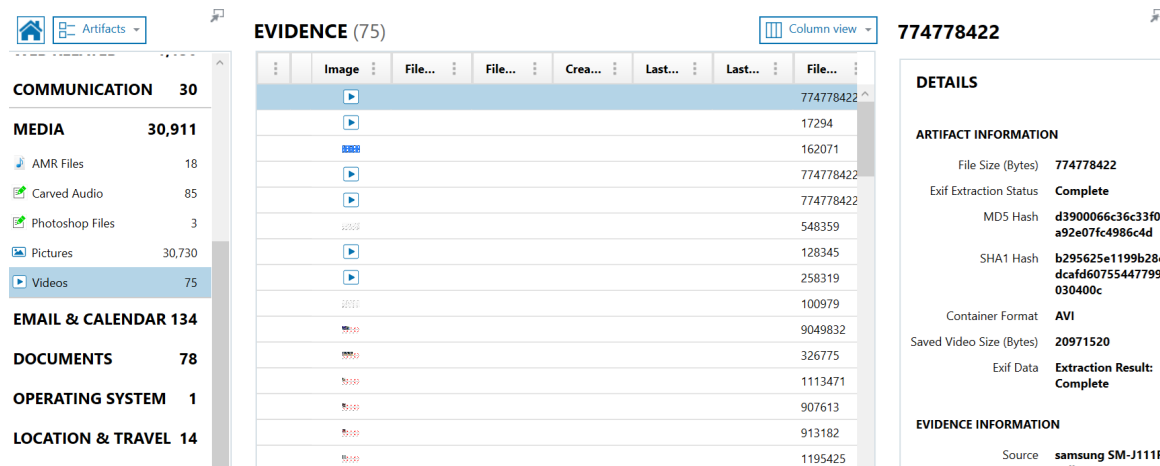 Artifacts
COMMUNICATION 30
MEDIA 30,911
AMR Files 18
Carved Audio 85
Photoshop Files 3
Pictures 30,730
Videos 75
EMAIL & CALENDAR 134
DOCUMENTS 78
OPERATING SYSTEM 1
LOCATION & TRAVEL 14
EVIDENCE (75)
Column view
Image File... File... Crea... Last... Last... File...
774778422
17294
162071
774778422
774778422
548359
128345
258319
100979
9049832
326775
1113471
907613
913182
1195425
774778422
DETAILS
ARTIFACT INFORMATION
File Size (Bytes) 774778422
Exif Extraction Status Complete
MD5 Hash d3900066c36c33f0
a92e07fc4986c4d
SHA1 Hash b295625e1199b28
dcafd60755447799
030400c
Container Format AVI
Saved Video Size (Bytes) 20971520
Exif Data Extraction Result:
Complete
EVIDENCE INFORMATION
Source samsung SM-J111